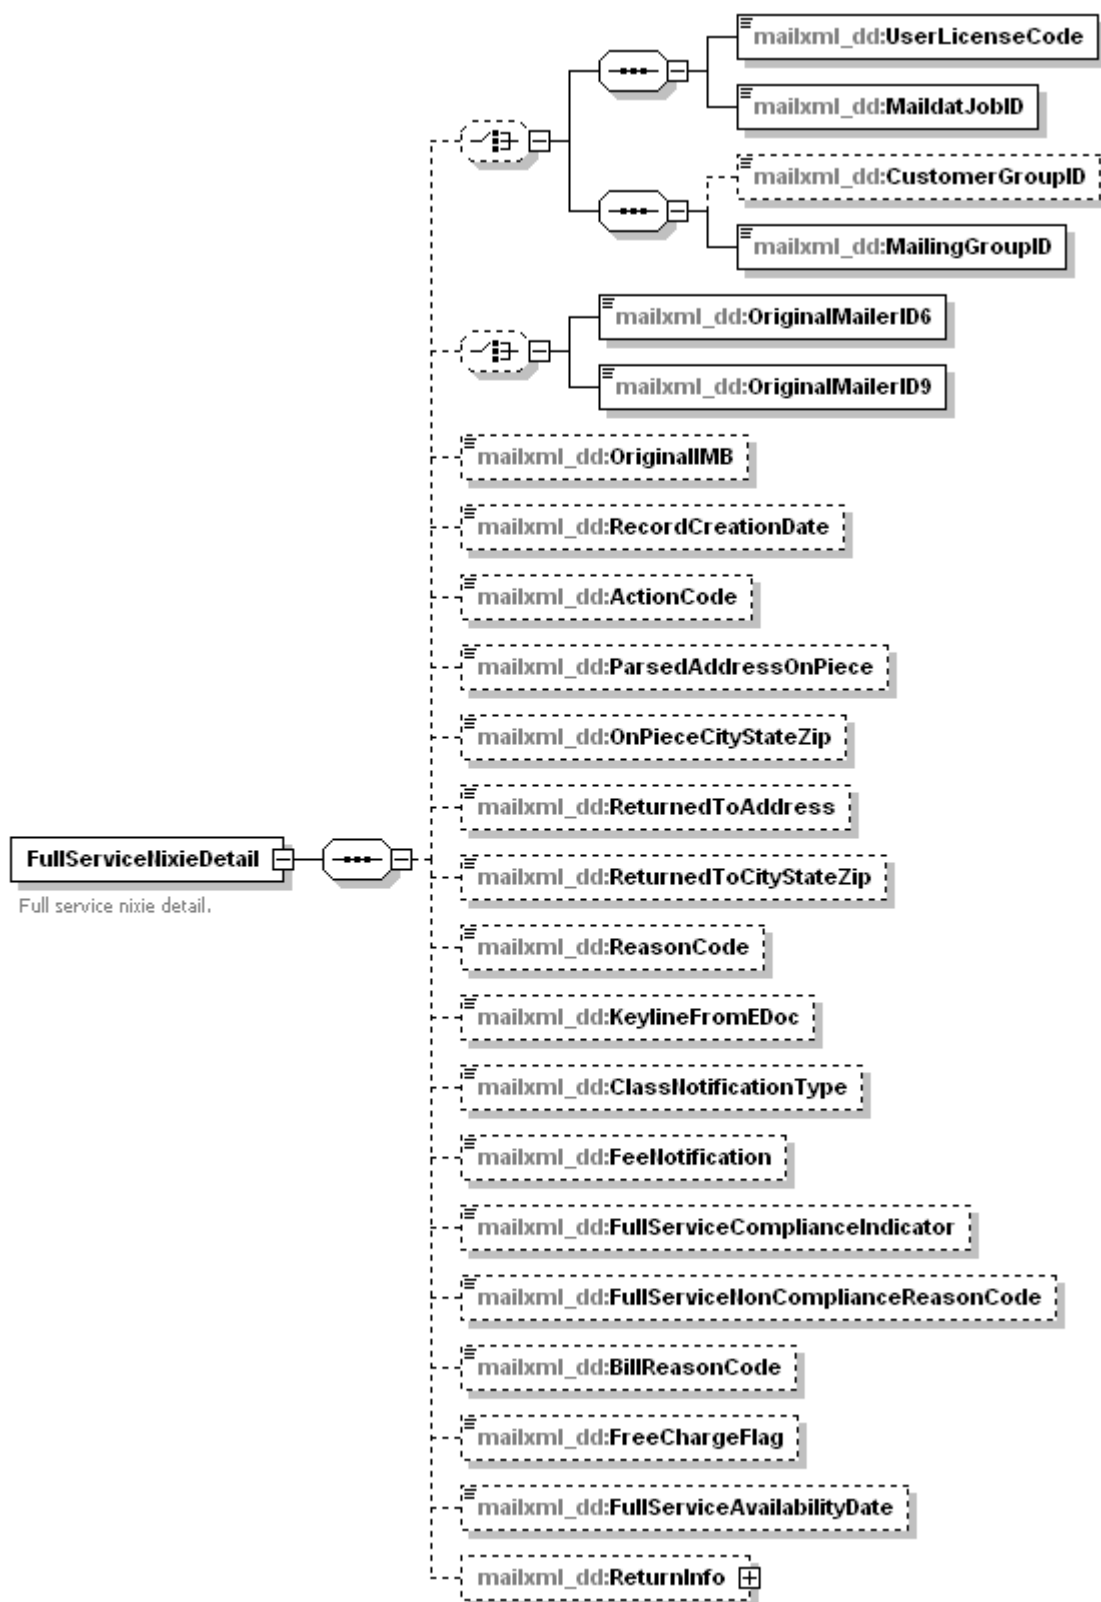 mailxml_dd:UserLicenseCode
mailxml_dd:MaildatJobID
mailxml_dd:CustomerGroupID
mailxml_dd:MailingGroupID
mailxml_dd:OriginalMailerID6
mailxml_dd:OriginalMailerID9
mailxml_dd:OriginalIMB
mailxml_dd:RecordCreationDate
mailxml_dd:ActionCode
mailxml_dd:ParsedAddressOnPiece
mailxml_dd:OnPieceCityStateZip
mailxml_dd:ReturnedToAddress
FullServiceNixieDetail
Full service nixie detail.
mailxml_dd:ReturnedToCityStateZip
mailxml_dd:ReasonCode
mailxml_dd:KeylineFromEDoc
mailxml_dd:ClassNotificationType
mailxml_dd:FeeNotification
mailxml_dd:FullServiceComplianceIndicator
mailxml_dd:FullServiceNonComplianceReasonCode
mailxml_dd:BillReasonCode
mailxml_dd:FreeChargeFlag
mailxml_dd:FullServiceAvailabilityDate
mailxml_dd:ReturnInfo